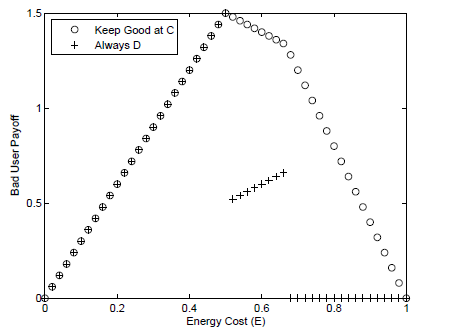 1.5
Keep Good at C
Always D
1
0.5
0
Bad User Payoff
0 0.2 0.4 0.6 0.8 1
Energy Cost (E)